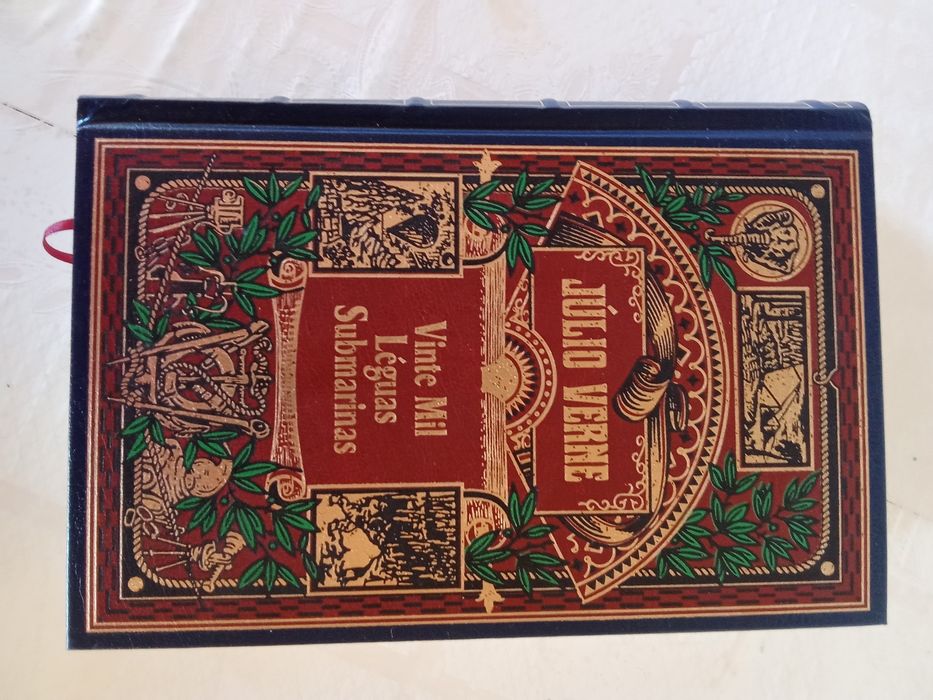 JÚLIO VERNE
Vinte Mil
Léguas
Submarinas